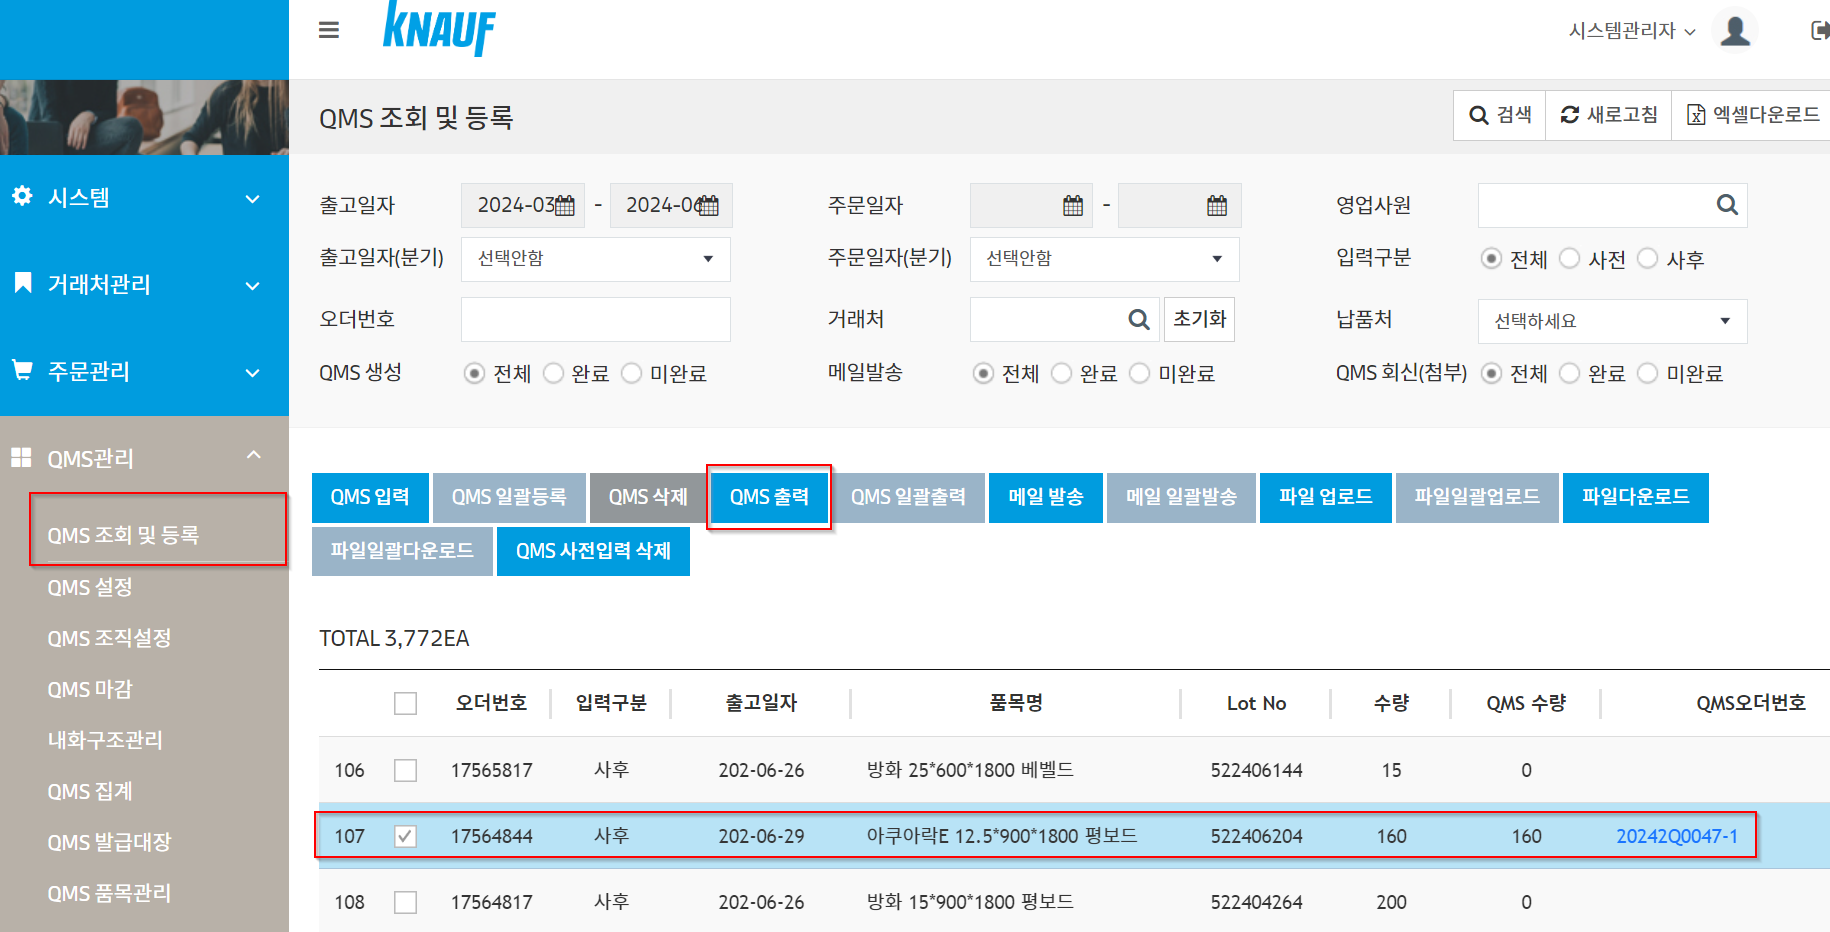 KNAUF
시스템관리자
QMS 조회 및 등록
검색 새로고침 엑셀다운로드
시스템
거래처관리
주문관리
QMS관리
QMS 조회 및 등록
QMS 설정
QMS 조직설정
QMS 마감
내화구조관리
QMS 집계
QMS 발급대장
QMS 품목관리
출고일자 2024-03 - 2024-06 주문일자 - 영업사원
출고일자(분기) 선택안함 주문일자(분기) 선택안함 입력구분 전체 사전 사후
오더번호 거래처 초기화 납품처 선택하세요
QMS 생성 전체 완료 미완료 메일발송 전체 완료 미완료 QMS 회신(첨부) 전체 완료 미완료
QMS 입력 QMS 일괄등록 QMS 삭제 QMS 출력 QMS 일괄출력 메일 발송 메일 일괄발송 파일 업로드 파일일괄업로드 파일다운로드
파일일괄다운로드 QMS 사전입력 삭제
TOTAL 3,772EA
오더번호 입력구분 출고일자 품목명 Lot No 수량 QMS 수량 QMS오더번호
106 17565817 사후 202-06-26 방화 25*600*1800 베벨드 522406144 15 0
107 17564844 사후 202-06-29 아쿠아락E 12.5*900*1800 평보드 522406204 160 160 20242Q0047-1
108 17564817 사후 202-06-26 방화 15*900*1800 평보드 522404264 200 0